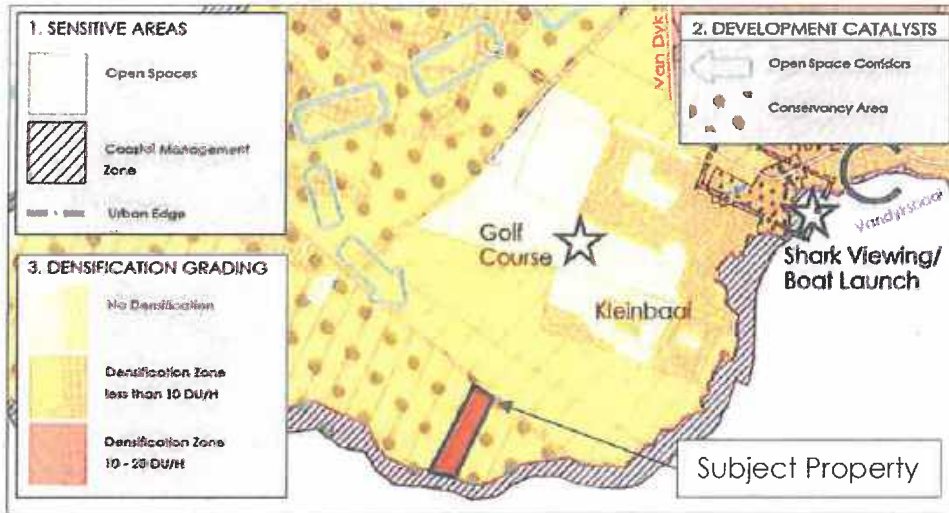 1. SENSITIVE AREAS
Open Spaces
Coastal Management
Zone
Urban Edge
3. DENSIFICATION GRADING
No Densification
Densification Zone
less than 10 DU/H
Densification Zone
10 - 20 DU/H
Van Dyk
2. DEVELOPMENT CATALYSTS
Open Space Corridors
Conservancy Area
Golf
Course
Kleinbaai
Shark Viewing/
Boat Launch
Subject Property